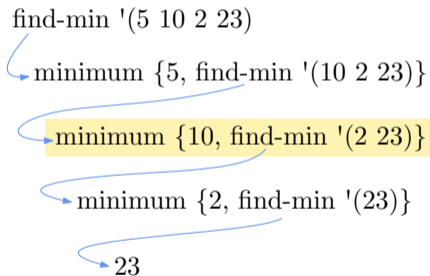 find-min '(5 10 2 23)
minimum {5, find-min '(10 2 23)}
minimum {10, find-min '(2 23)}
minimum {2, find-min '(23)}
23